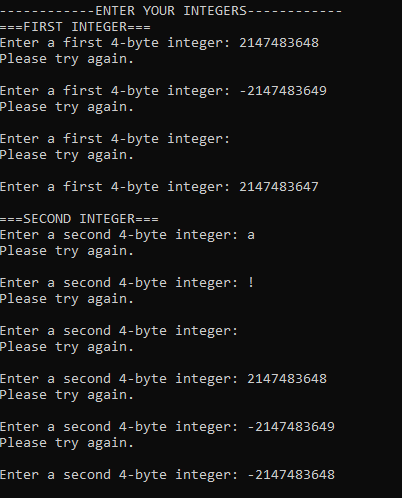 ------------ENTER YOUR INTEGERS------------
===FIRST INTEGER===
Enter a first 4-byte integer: 2147483648
Please try again.
Enter a first 4-byte integer: -2147483649
Please try again.
Enter a first 4-byte integer:
Please try again.
Enter a first 4-byte integer: 2147483647
===SECOND INTEGER===
Enter a second 4-byte integer: a
Please try again.
Enter a second 4-byte integer: !
Please try again.
Enter a second 4-byte integer:
Please try again.
Enter a second 4-byte integer: 2147483648
Please try again.
Enter a second 4-byte integer: -2147483649
Please try again.
Enter a second 4-byte integer: -2147483648